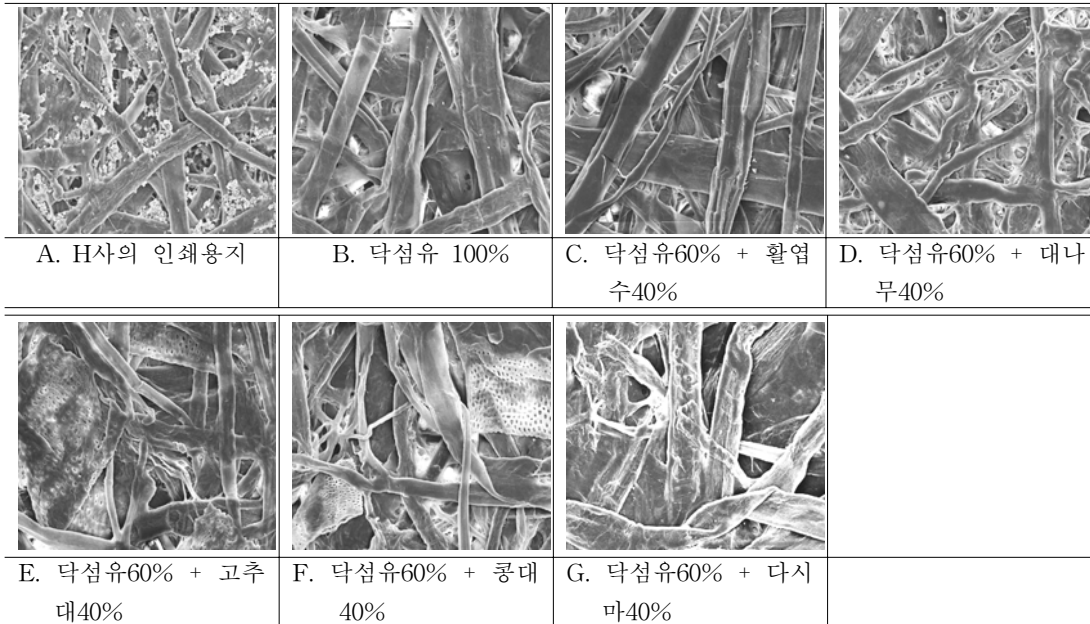 A. H사의 인쇄용지
B. 닥섬유 100%
C. 닥섬유60% + 활엽
수40%
D. 닥섬유60% + 대나
무40%
E. 닥섬유60% + 고추
대40%
F. 닥섬유60% + 콩대
40%
G. 닥섬유60% + 다시
마40%